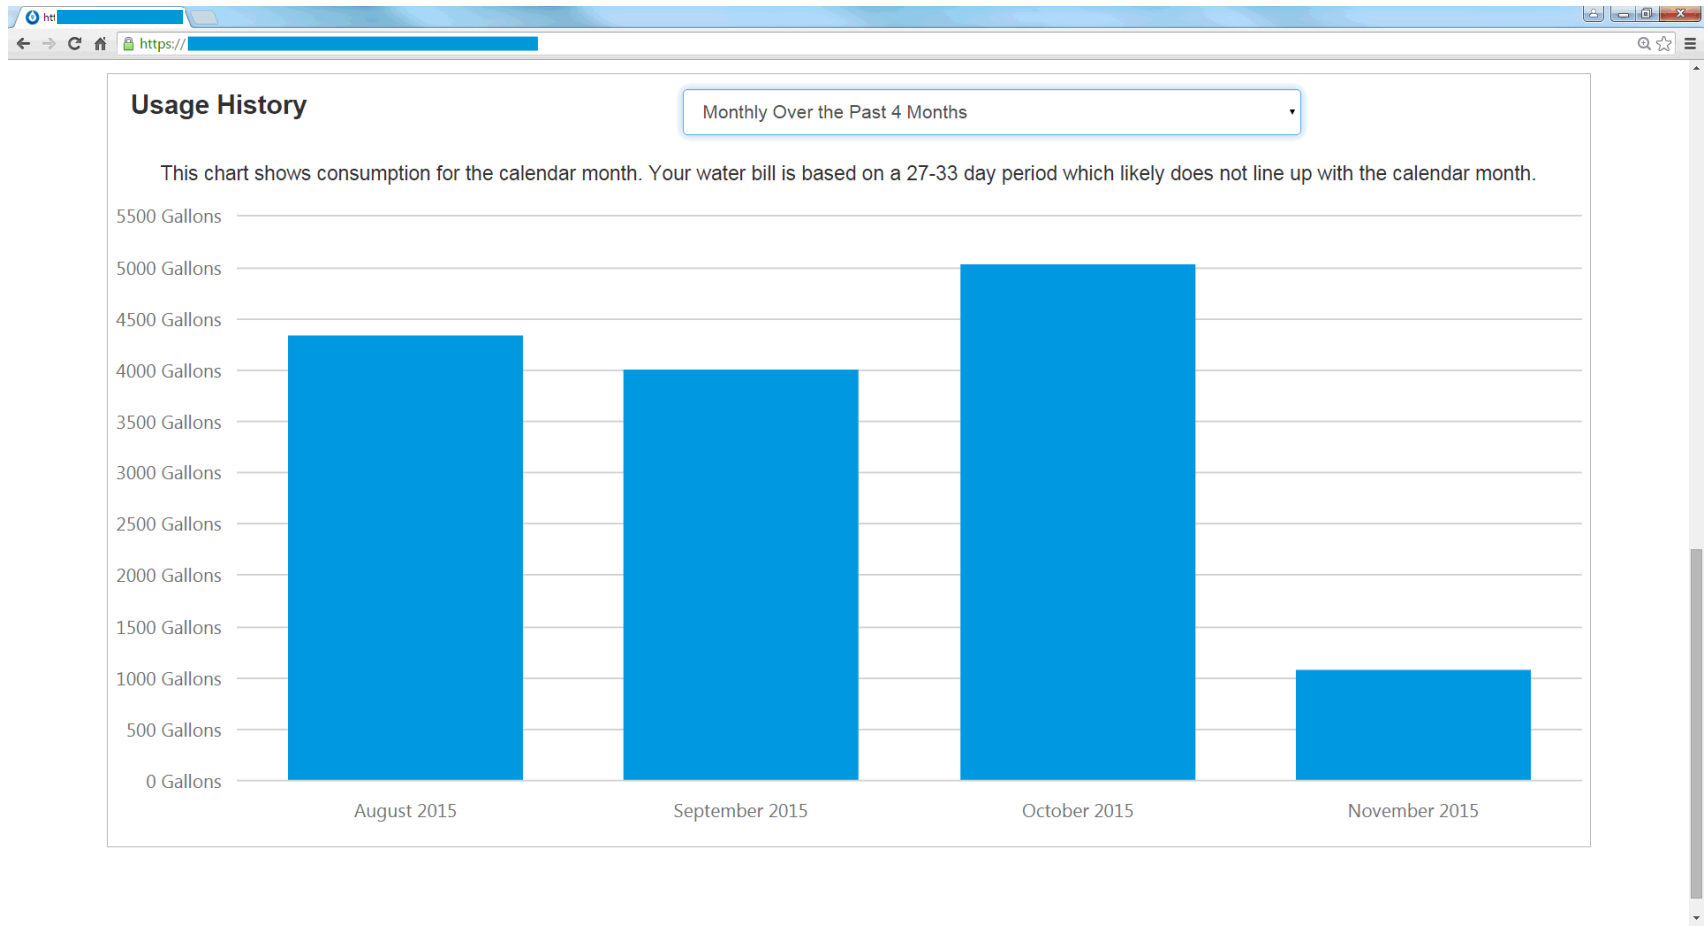 htt
https://
Usage History
Monthly Over the Past 4 Months
This chart shows consumption for the calendar month. Your water bill is based on a 27-33 day period which likely does not line up with the calendar month.
5500 Gallons
5000 Gallons
4500 Gallons
4000 Gallons
3500 Gallons
3000 Gallons
2500 Gallons
2000 Gallons
1500 Gallons
1000 Gallons
500 Gallons
0 Gallons
August 2015
September 2015
October 2015
November 2015